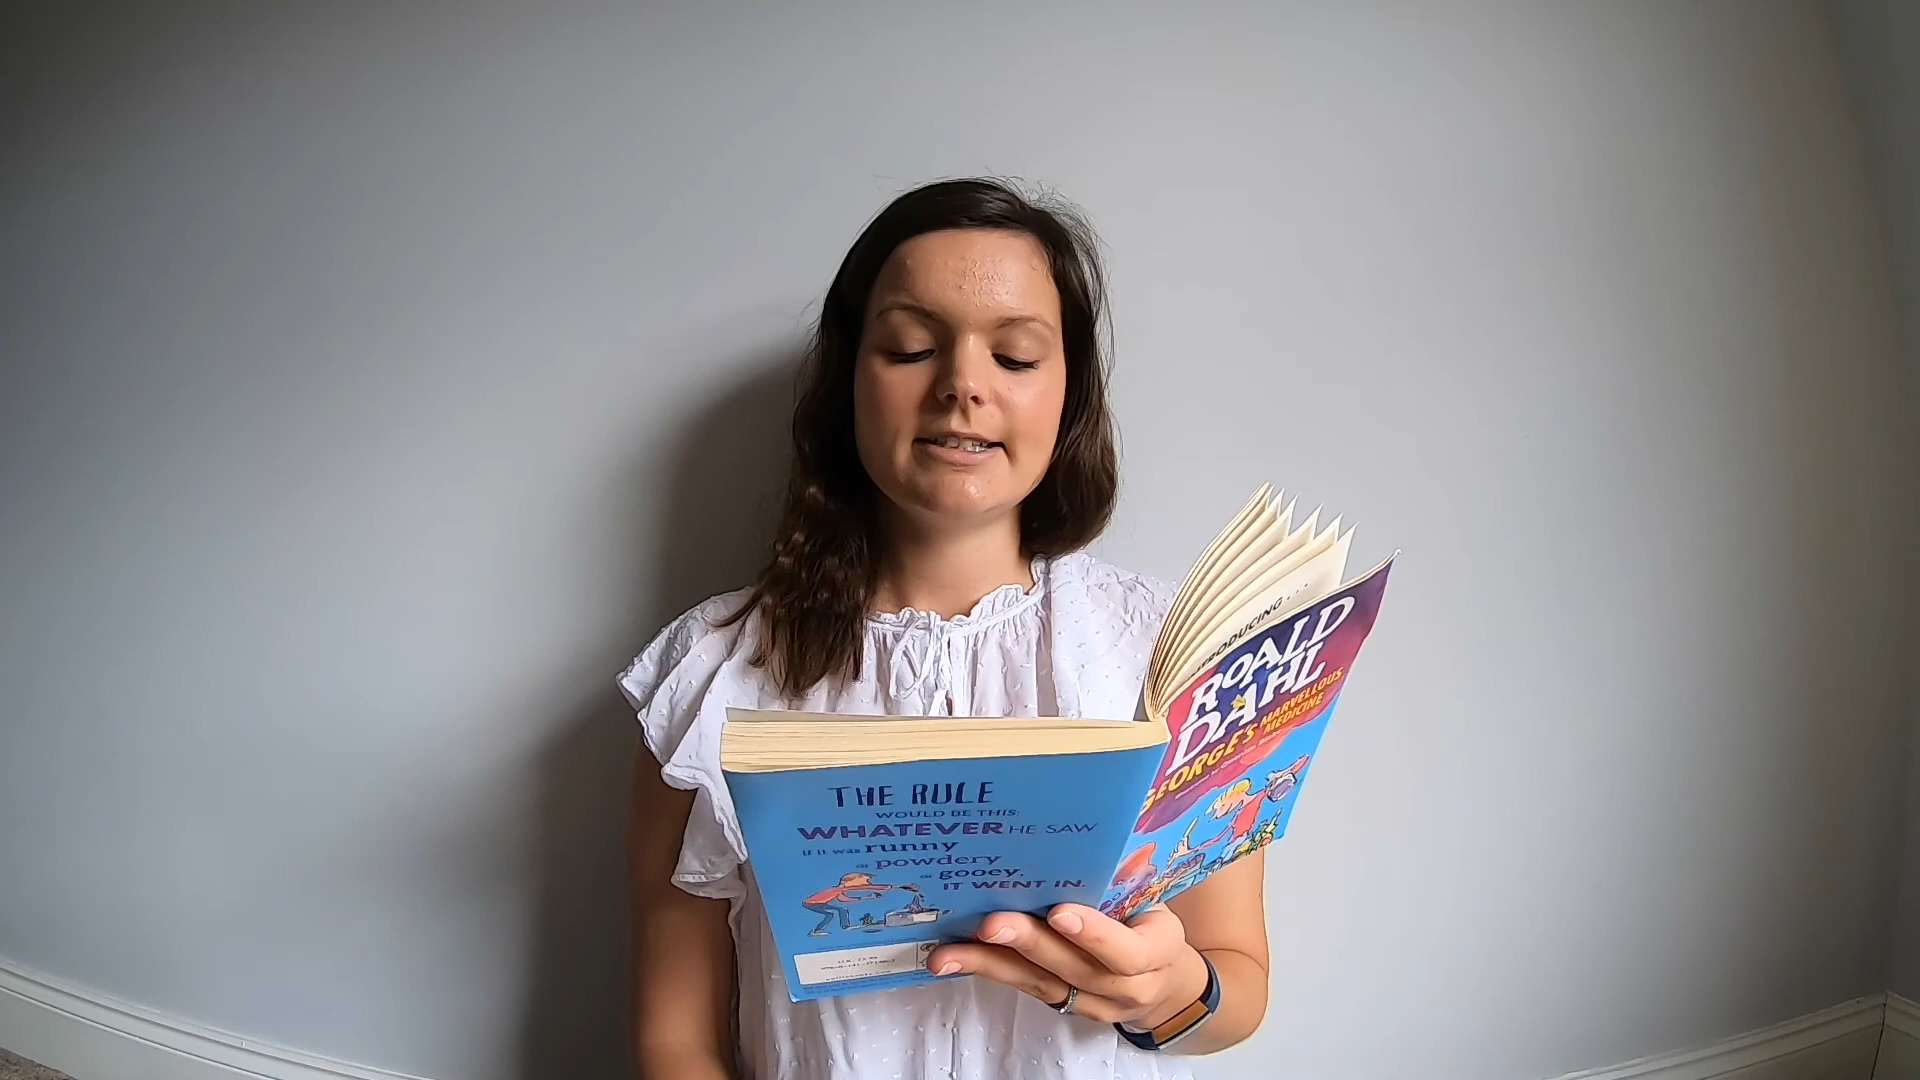 THE RULE
WOULD BE THIS:
WHATEVER HE SAW
if it was runny
or powdery
or gooey,
IT WENT IN.
RODUCING...
ROALD
DAHL
GEORGE'S MARVELLOUS
MEDICINE